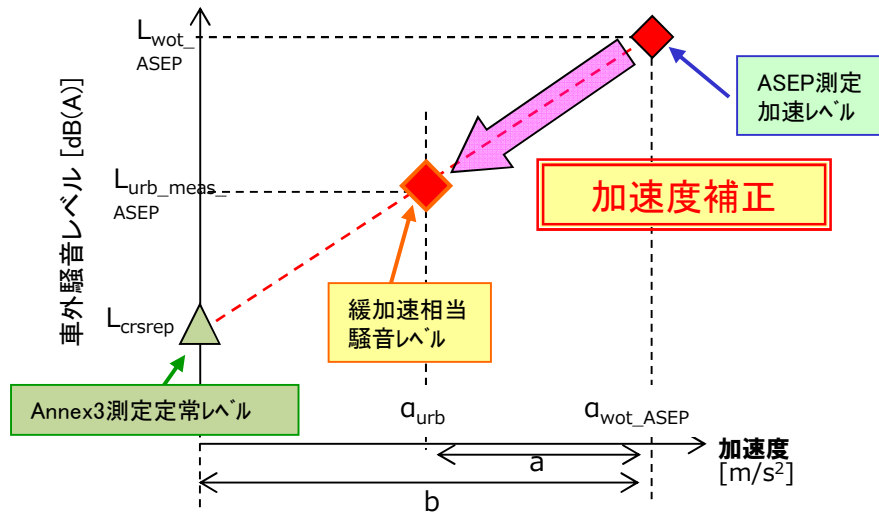 Lwot_
ASEP
ASEP測定
加速レベル
車外騒音レベル [dB(A)]
Lurb_meas_
ASEP
加速度補正
緩加速相当
騒音レベル
Lcrsrep
Annex3測定定常レベル
αurb
αwot_ASEP
加速度
[m/s²]
a
b